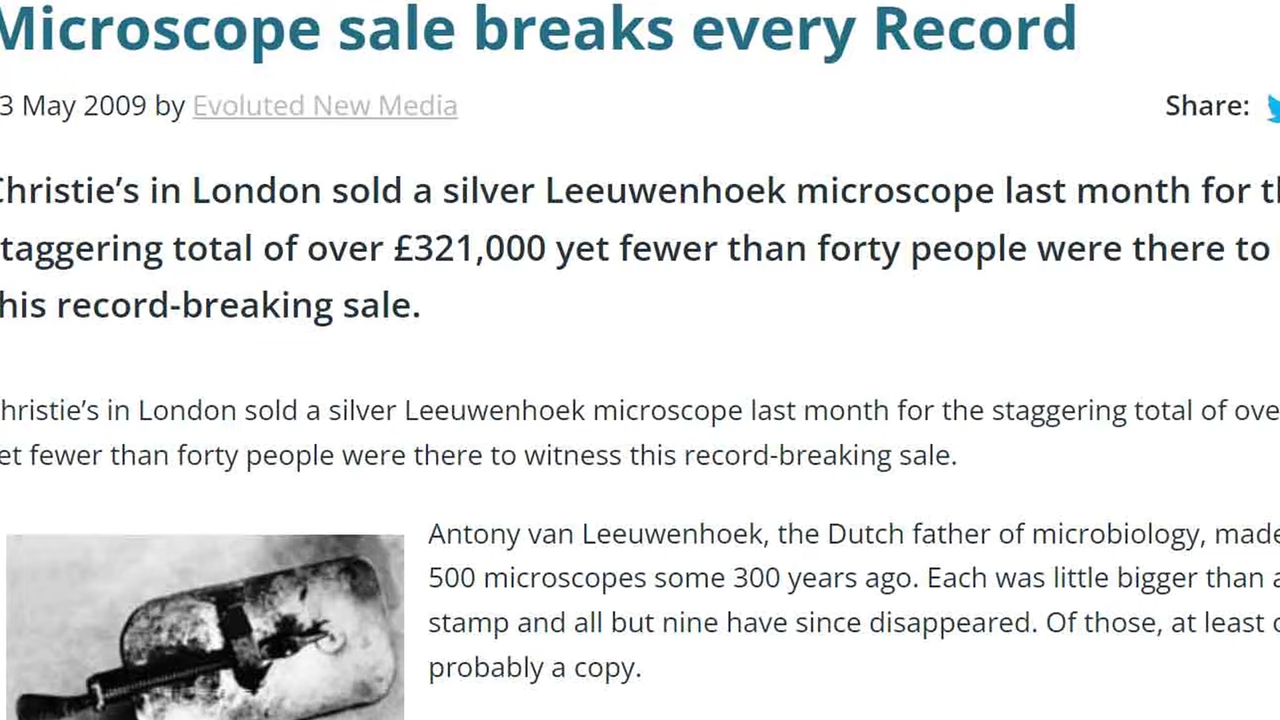 Microscope sale breaks every Record
3 May 2009 by Evoluted New Media
Share:
Christie's in London sold a silver Leeuwenhoek microscope last month for th
taggering total of over £321,000 yet fewer than forty people were there to
his record-breaking sale.
hristie's in London sold a silver Leeuwenhoek microscope last month for the staggering total of ove
et fewer than forty people were there to witness this record-breaking sale.
Antony van Leeuwenhoek, the Dutch father of microbiology, made
500 microscopes some 300 years ago. Each was little bigger than a
stamp and all but nine have since disappeared. Of those, at least o
probably a copy.